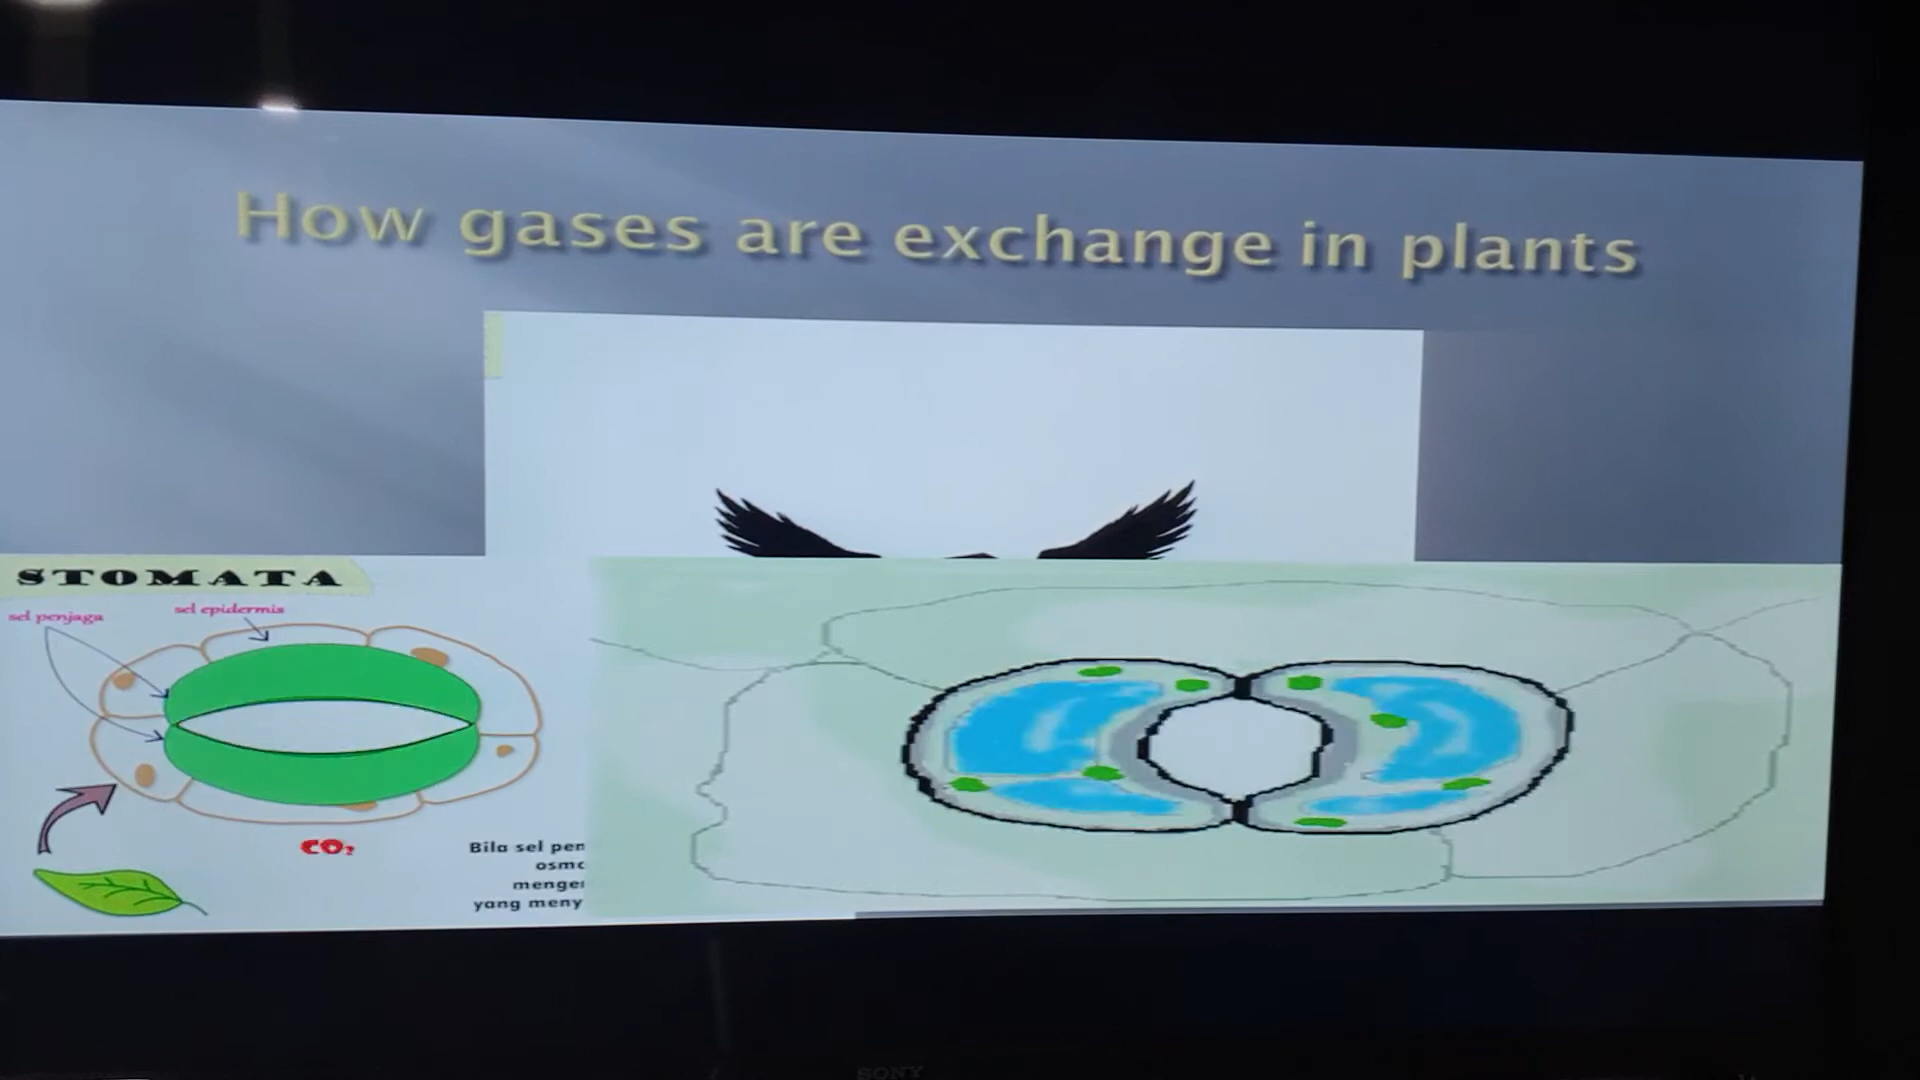 How gases are exchange in plants
STOMATA
sel penjaga
sel epidermis
CO₂
Bila sel pen
osmo
menge
yang meny
SONY